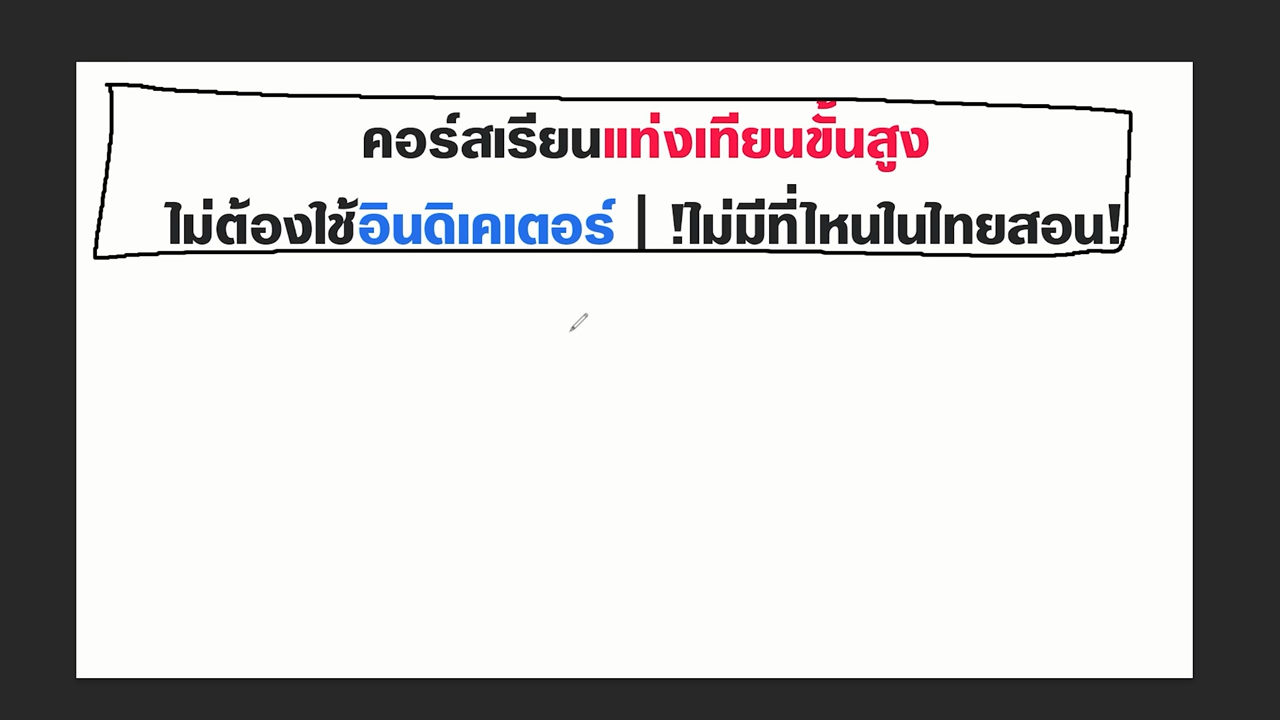 คอร์สเรียนแท่งเทียนขั้นสูง
ไม่ต้องใช้อินดิเคเตอร์ | !ไม่มีที่ไหนในไทยสอน!